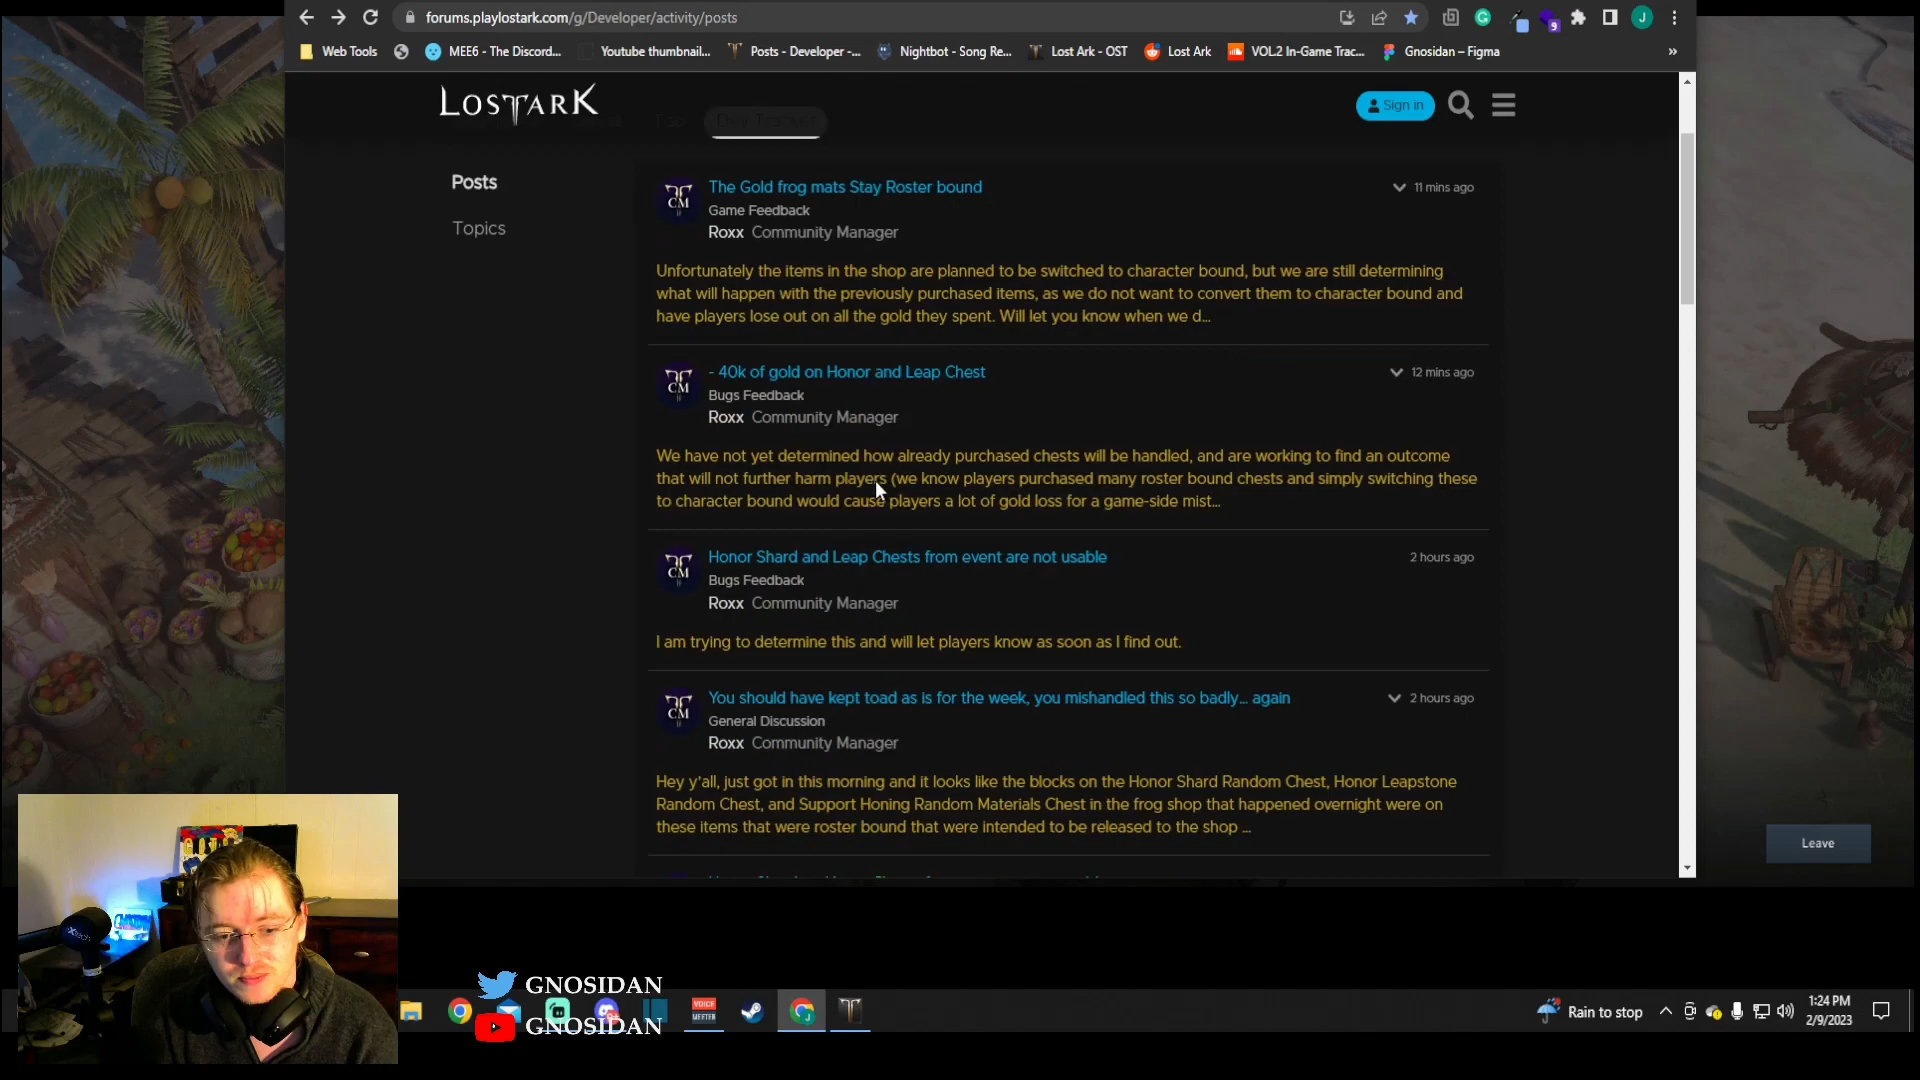 forums.playlostark.com/g/Developer/activity/posts
J
9
Web Tools
MEE6 - The Discord...
Youtube thumbnail...
Posts - Developer -...
Nightbot - Song Re...
Lost Ark - OST
Lost Ark
VOL.2 In-Game Trac...
Gnosidan – Figma
»
LOSTARK
Sign in
Posts
Topics
CM
The Gold frog mats Stay Roster bound
11 mins ago
Game Feedback
Roxx Community Manager
Unfortunately the items in the shop are planned to be switched to character bound, but we are still determining
what will happen with the previously purchased items, as we do not want to convert them to character bound and
have players lose out on all the gold they spent. Will let you know when we d...
CM
- 40k of gold on Honor and Leap Chest
12 mins ago
Bugs Feedback
Roxx Community Manager
We have not yet determined how already purchased chests will be handled, and are working to find an outcome
that will not further harm players (we know players purchased many roster bound chests and simply switching these
to character bound would cause players a lot of gold loss for a game-side mist...
CM
Honor Shard and Leap Chests from event are not usable
2 hours ago
Bugs Feedback
Roxx Community Manager
I am trying to determine this and will let players know as soon as I find out.
CM
You should have kept toad as is for the week, you mishandled this so badly... again
2 hours ago
General Discussion
Roxx Community Manager
Hey y'all, just got in this morning and it looks like the blocks on the Honor Shard Random Chest, Honor Leapstone
Random Chest, and Support Honing Random Materials Chest in the frog shop that happened overnight were on
these items that were roster bound that were intended to be released to the shop ...
Leave
GNOSIDAN
GNOSIDAN
VOICE
MEETER
Rain to stop
1:24 PM
2/9/2023